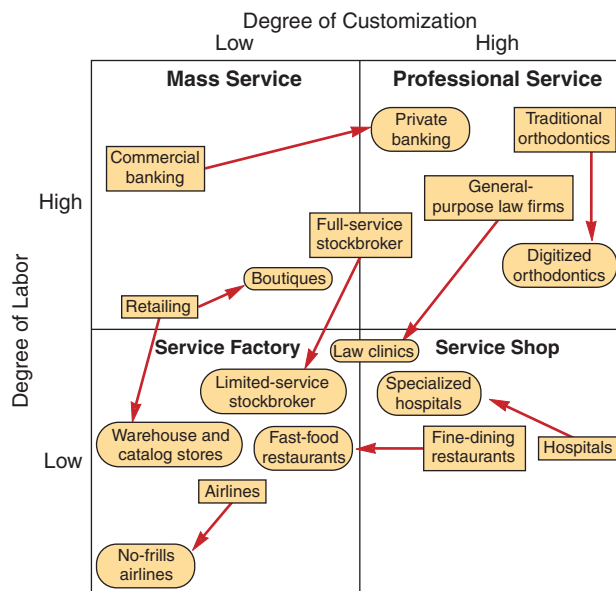 Degree of Customization
Low
High
Mass Service
Professional Service
Private
banking
Traditional
orthodontics
Commercial
banking
General-
purpose law firms
High
Full-service
stockbroker
Digitized
orthodontics
Boutiques
Retailing
Degree of Labor
Service Factory
Law clinics
Service Shop
Limited-service
stockbroker
Specialized
hospitals
Warehouse and
catalog stores
Fast-food
restaurants
Fine-dining
restaurants
Hospitals
Low
Airlines
No-frills
airlines